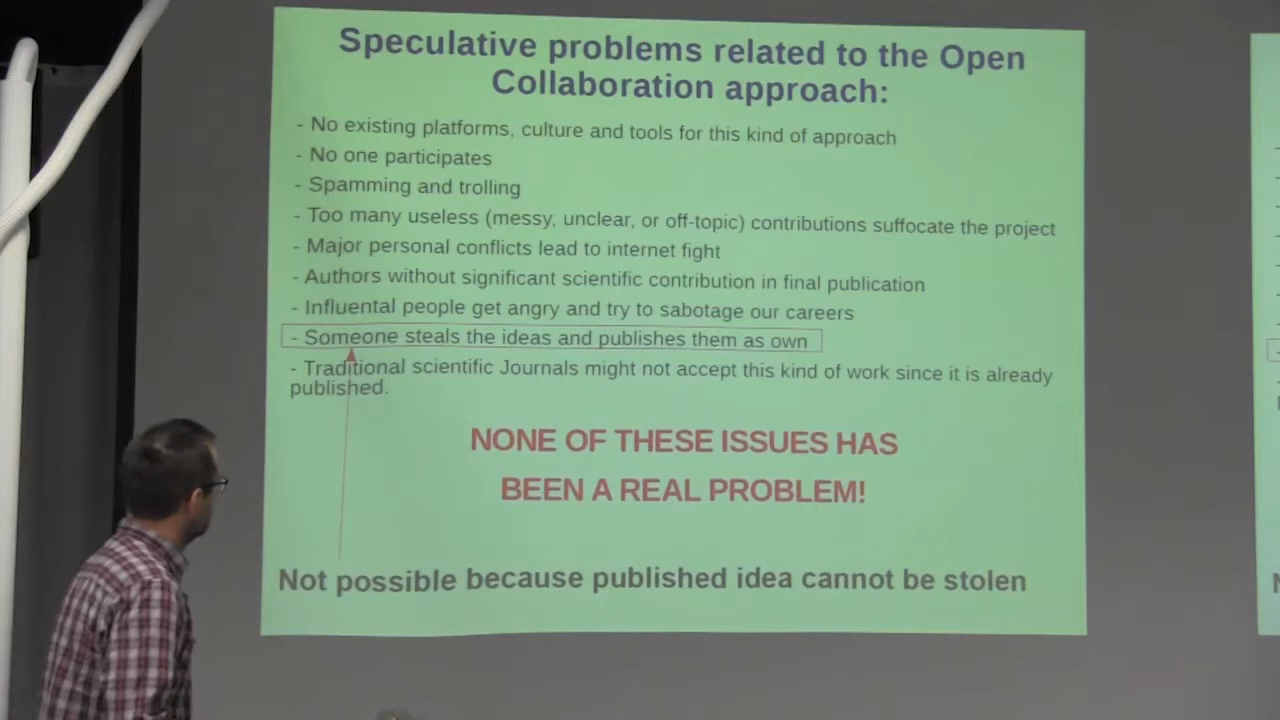 Speculative problems related to the Open
Collaboration approach:
- No existing platforms, culture and tools for this kind of approach
- No one participates
- Spamming and trolling
- Too many useless (messy, unclear, or off-topic) contributions suffocate the project
- Major personal conflicts lead to internet fight
- Authors without significant scientific contribution in final publication
- Influental people get angry and try to sabotage our careers
- Someone steals the ideas and publishes them as own
- Traditional scientific Journals might not accept this kind of work since it is already
published.
NONE OF THESE ISSUES HAS
BEEN A REAL PROBLEM!
Not possible because published idea cannot be stolen